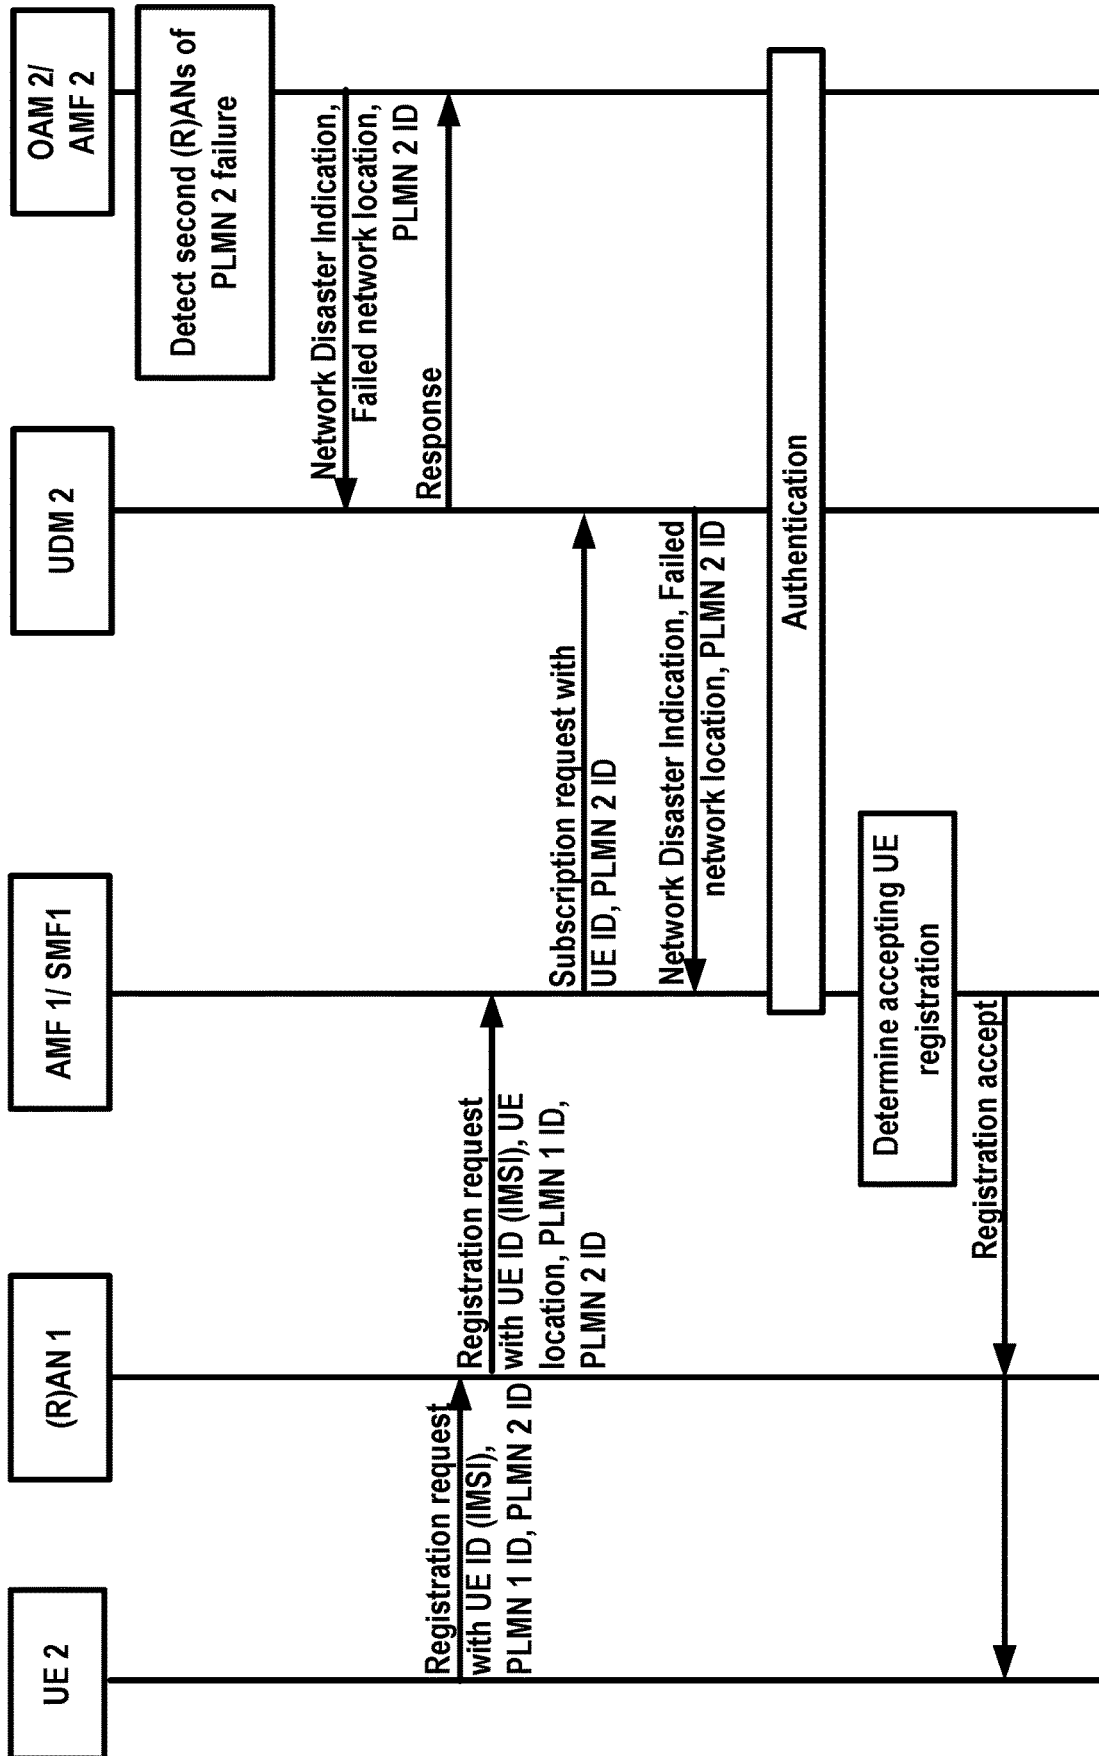 UE 2
(R)AN 1
AMF 1/ SMF1
UDM 2
OAM 2/
AMF 2
Detect second (R)ANs of
PLMN 2 failure
Network Disaster Indication,
Failed network location,
PLMN 2 ID
Response
Registration request
with UE ID (IMSI),
PLMN 1 ID, PLMN 2 ID
Registration request
with UE ID (IMSI), UE
location, PLMN 1 ID,
PLMN 2 ID
Subscription request with
UE ID, PLMN 2 ID
Network Disaster Indication, Failed
network location, PLMN 2 ID
Authentication
Determine accepting UE
registration
Registration accept